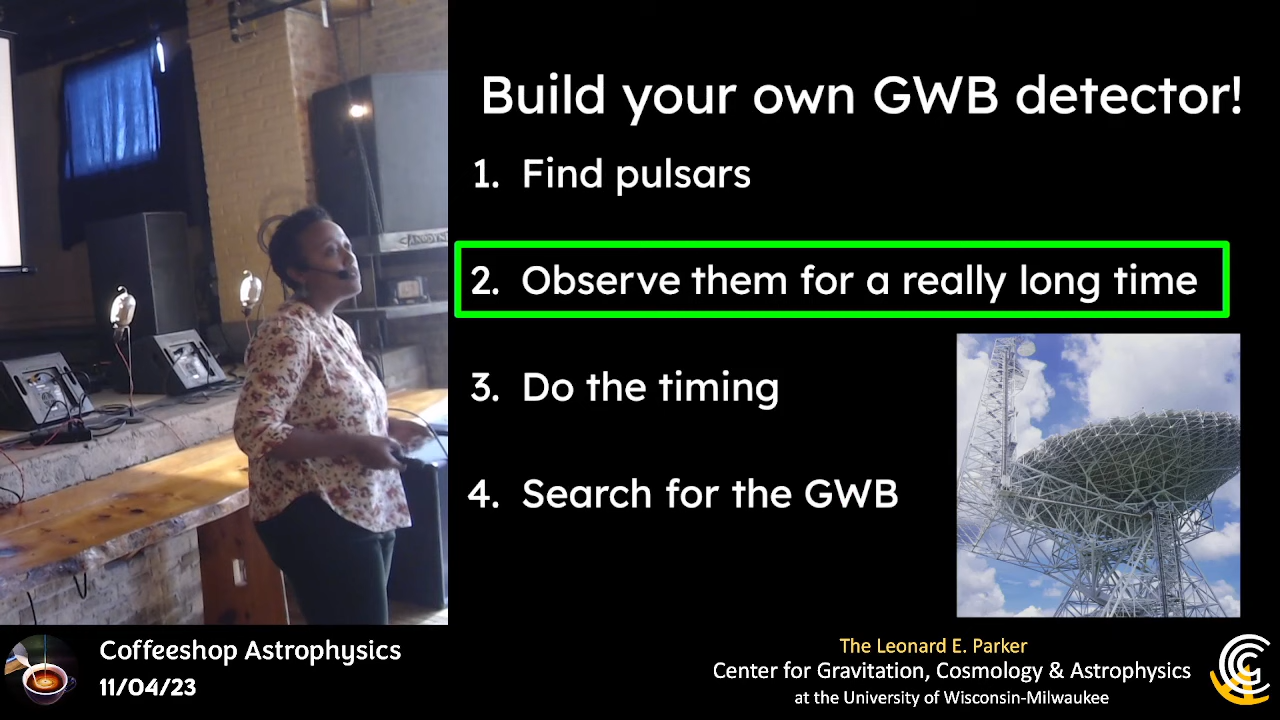 Build your own GWB detector!
1. Find pulsars
2. Observe them for a really long time
3. Do the timing
4. Search for the GWB
Coffeeshop Astrophysics
11/04/23
The Leonard E. Parker
Center for Gravitation, Cosmology & Astrophysics
at the University of Wisconsin-Milwaukee